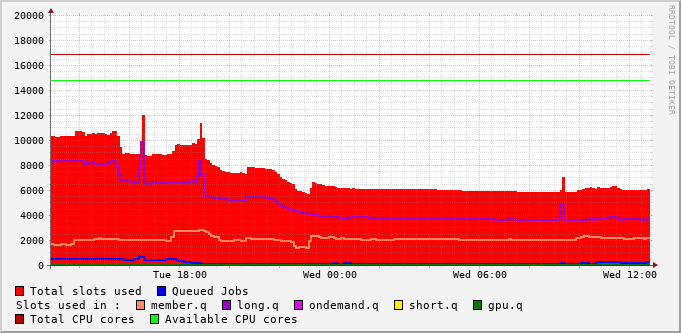 RRDTOOL / TOBI OETIKER
20000
18000
16000
14000
12000
10000
8000
6000
4000
2000
0
Tue 18:00 Wed 00:00 Wed 06:00 Wed 12:00
Total slots used Queued Jobs
Slots used in : member.q long.q ondemand.q short.q gpu.q
Total CPU cores Available CPU cores